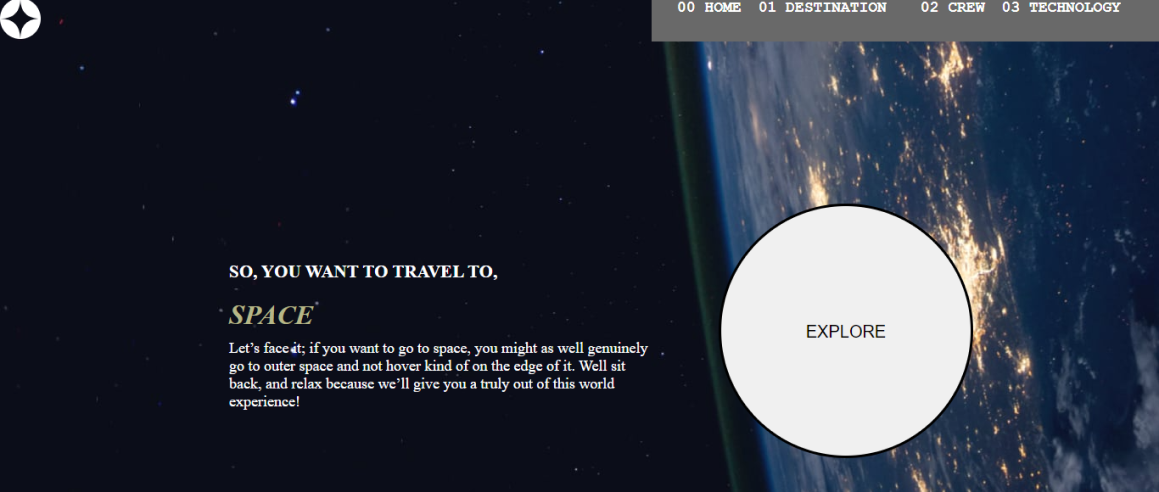 00 HOME 01 DESTINATION 02 CREW 03 TECHNOLOGY
SO, YOU WANT TO TRAVEL TO,
SPACE
Let’s face it; if you want to go to space, you might as well genuinely
go to outer space and not hover kind of on the edge of it. Well sit
back, and relax because we’ll give you a truly out of this world
experience!
EXPLORE